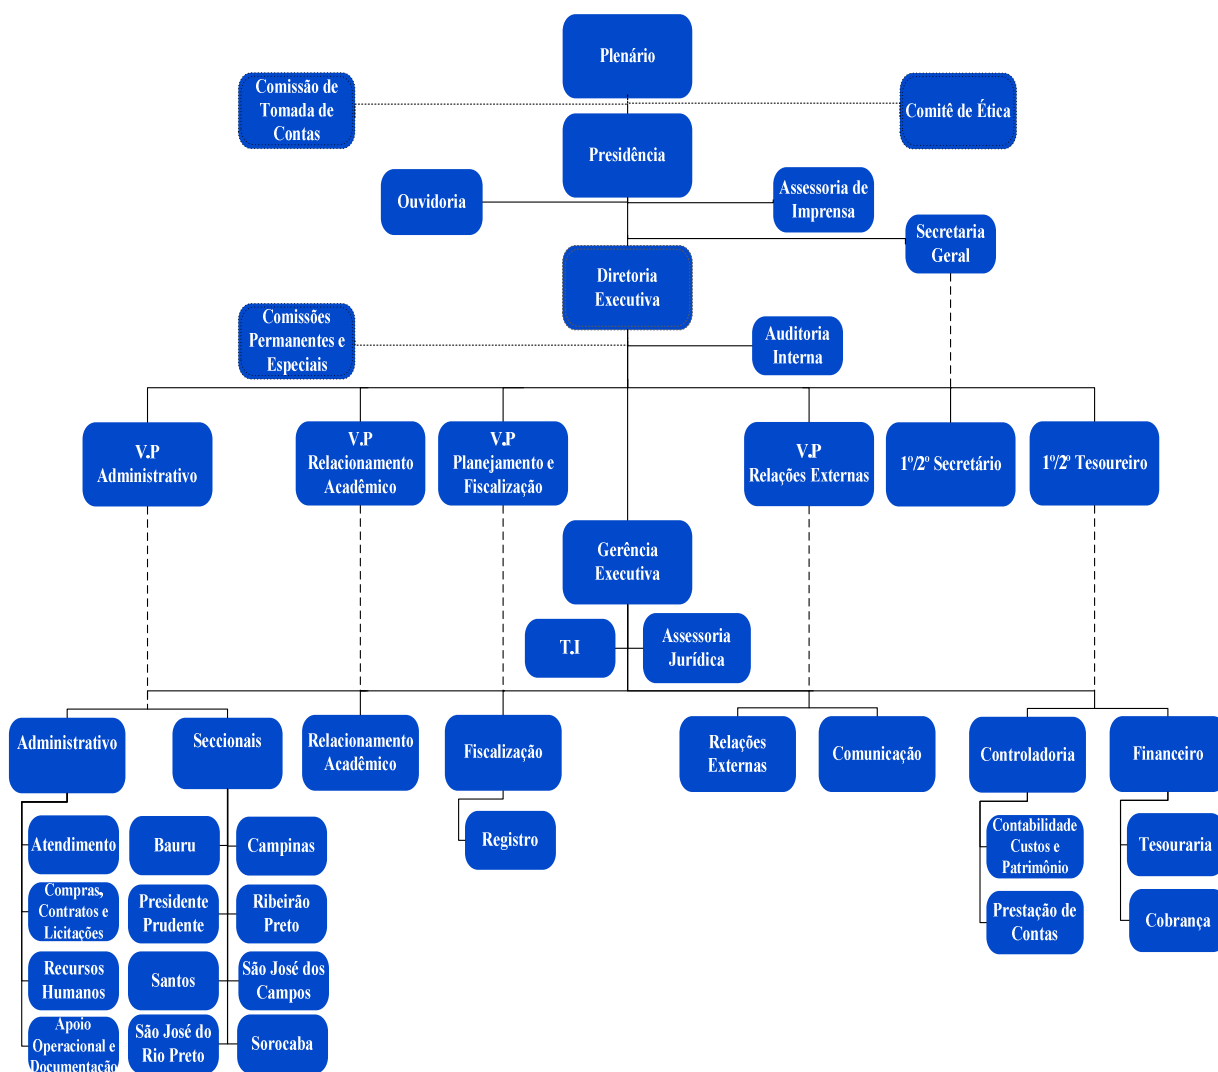 Plenário
Comissão de
Tomada de
Contas
Comitê de Ética
Presidência
Ouvidoria
Assessoria de
Imprensa
Secretaria
Geral
Diretoria
Executiva
Comissões
Permanentes e
Especiais
Auditoria
Interna
V.P
Administrativo
V.P
Relacionamento
Acadêmico
V.P
Planejamento e
Fiscalização
V.P
Relações Externas
1º/2º Secretário
1º/2º Tesoureiro
Gerência
Executiva
T.I
Assessoria
Jurídica
Administrativo
Seccionais
Relacionamento
Acadêmico
Fiscalização
Relações
Externas
Comunicação
Controladoria
Financeiro
Atendimento
Bauru
Campinas
Registro
Contabilidade
Custos e
Patrimônio
Tesouraria
Compras,
Contratos e
Licitações
Presidente
Prudente
Ribeirão
Preto
Prestação de
Contas
Cobrança
Recursos
Humanos
Santos
São José dos
Campos
Apoio
Operacional e
Documentação
São José do
Rio Preto
Sorocaba